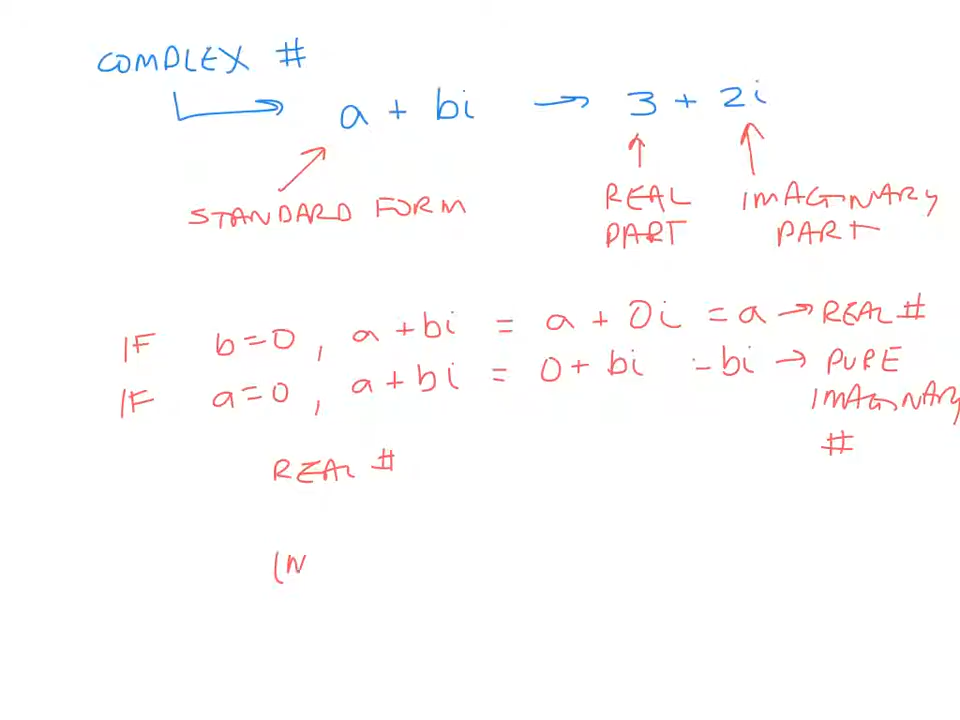 COMPLEX #
a + bi → 3 + 2i
STANDARD FORM
REAL PART
IMAGINARY PART
IF b=0, a+bi = a + 0i = a → REAL #
IF a=0, a+bi = 0+bi = bi → PURE
IMAGINARY
#
REAL #
(N